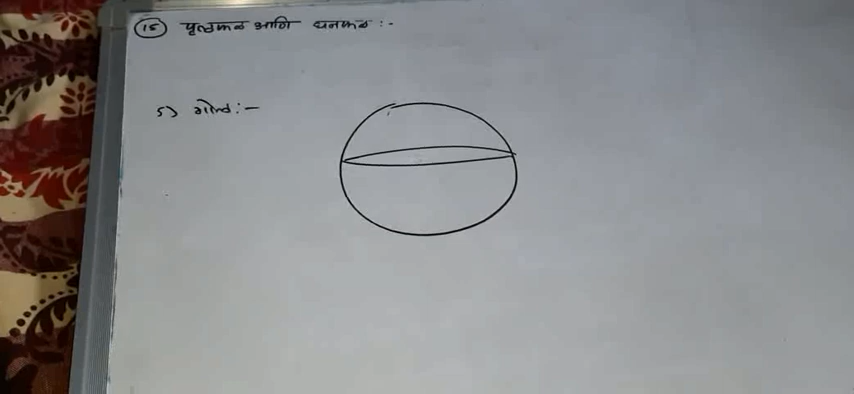 (15) पृष्ठफळ आणि घनफळ :-
5) गोल :-